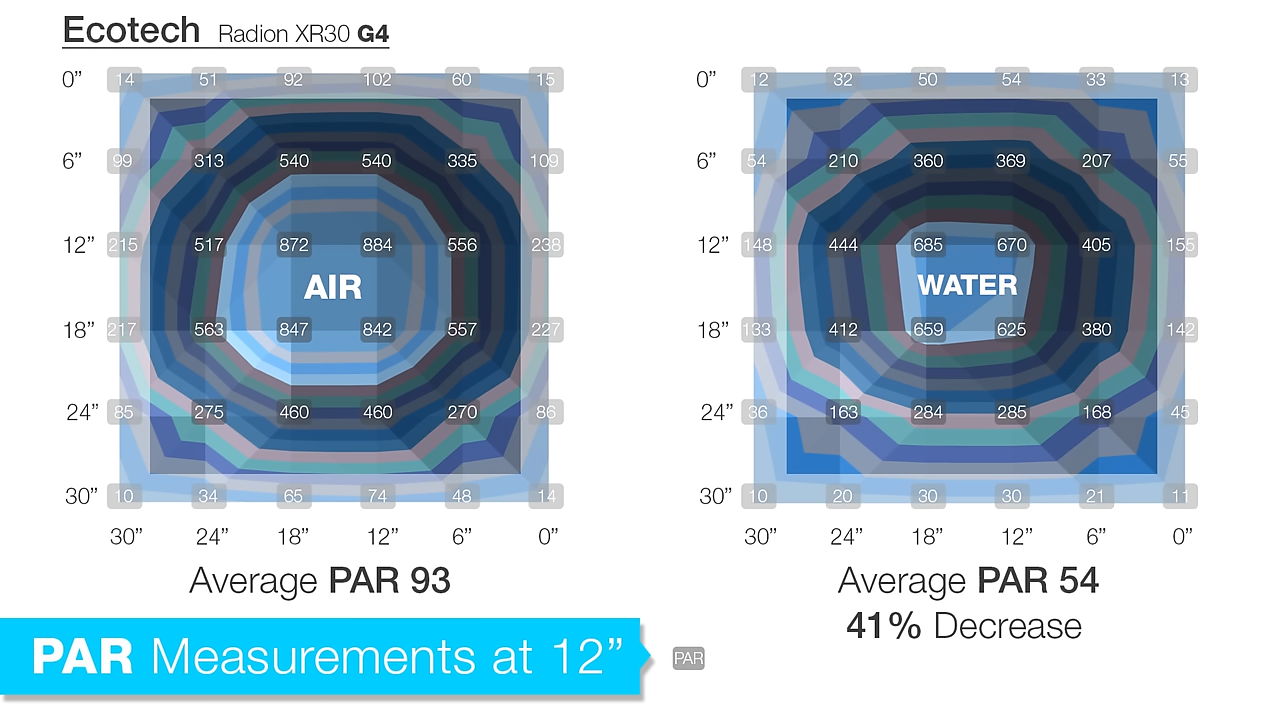 Ecotech Radion XR30 G4
0” 14 51 92 102 60 15
6” 99 313 540 540 335 109
12” 215 517 872 884 556 238
AIR
18” 217 563 847 842 557 227
24” 85 275 460 460 270 86
30” 10 34 65 74 48 14
30” 24” 18” 12” 6” 0”
Average PAR 93
0” 12 32 50 54 33 13
6” 54 210 360 369 207 55
12” 148 444 685 670 405 155
WATER
18” 133 412 659 625 380 142
24” 36 163 284 285 168 45
30” 10 20 30 30 21 11
30” 24” 18” 12” 6” 0”
Average PAR 54
41% Decrease
PAR Measurements at 12”
PAR